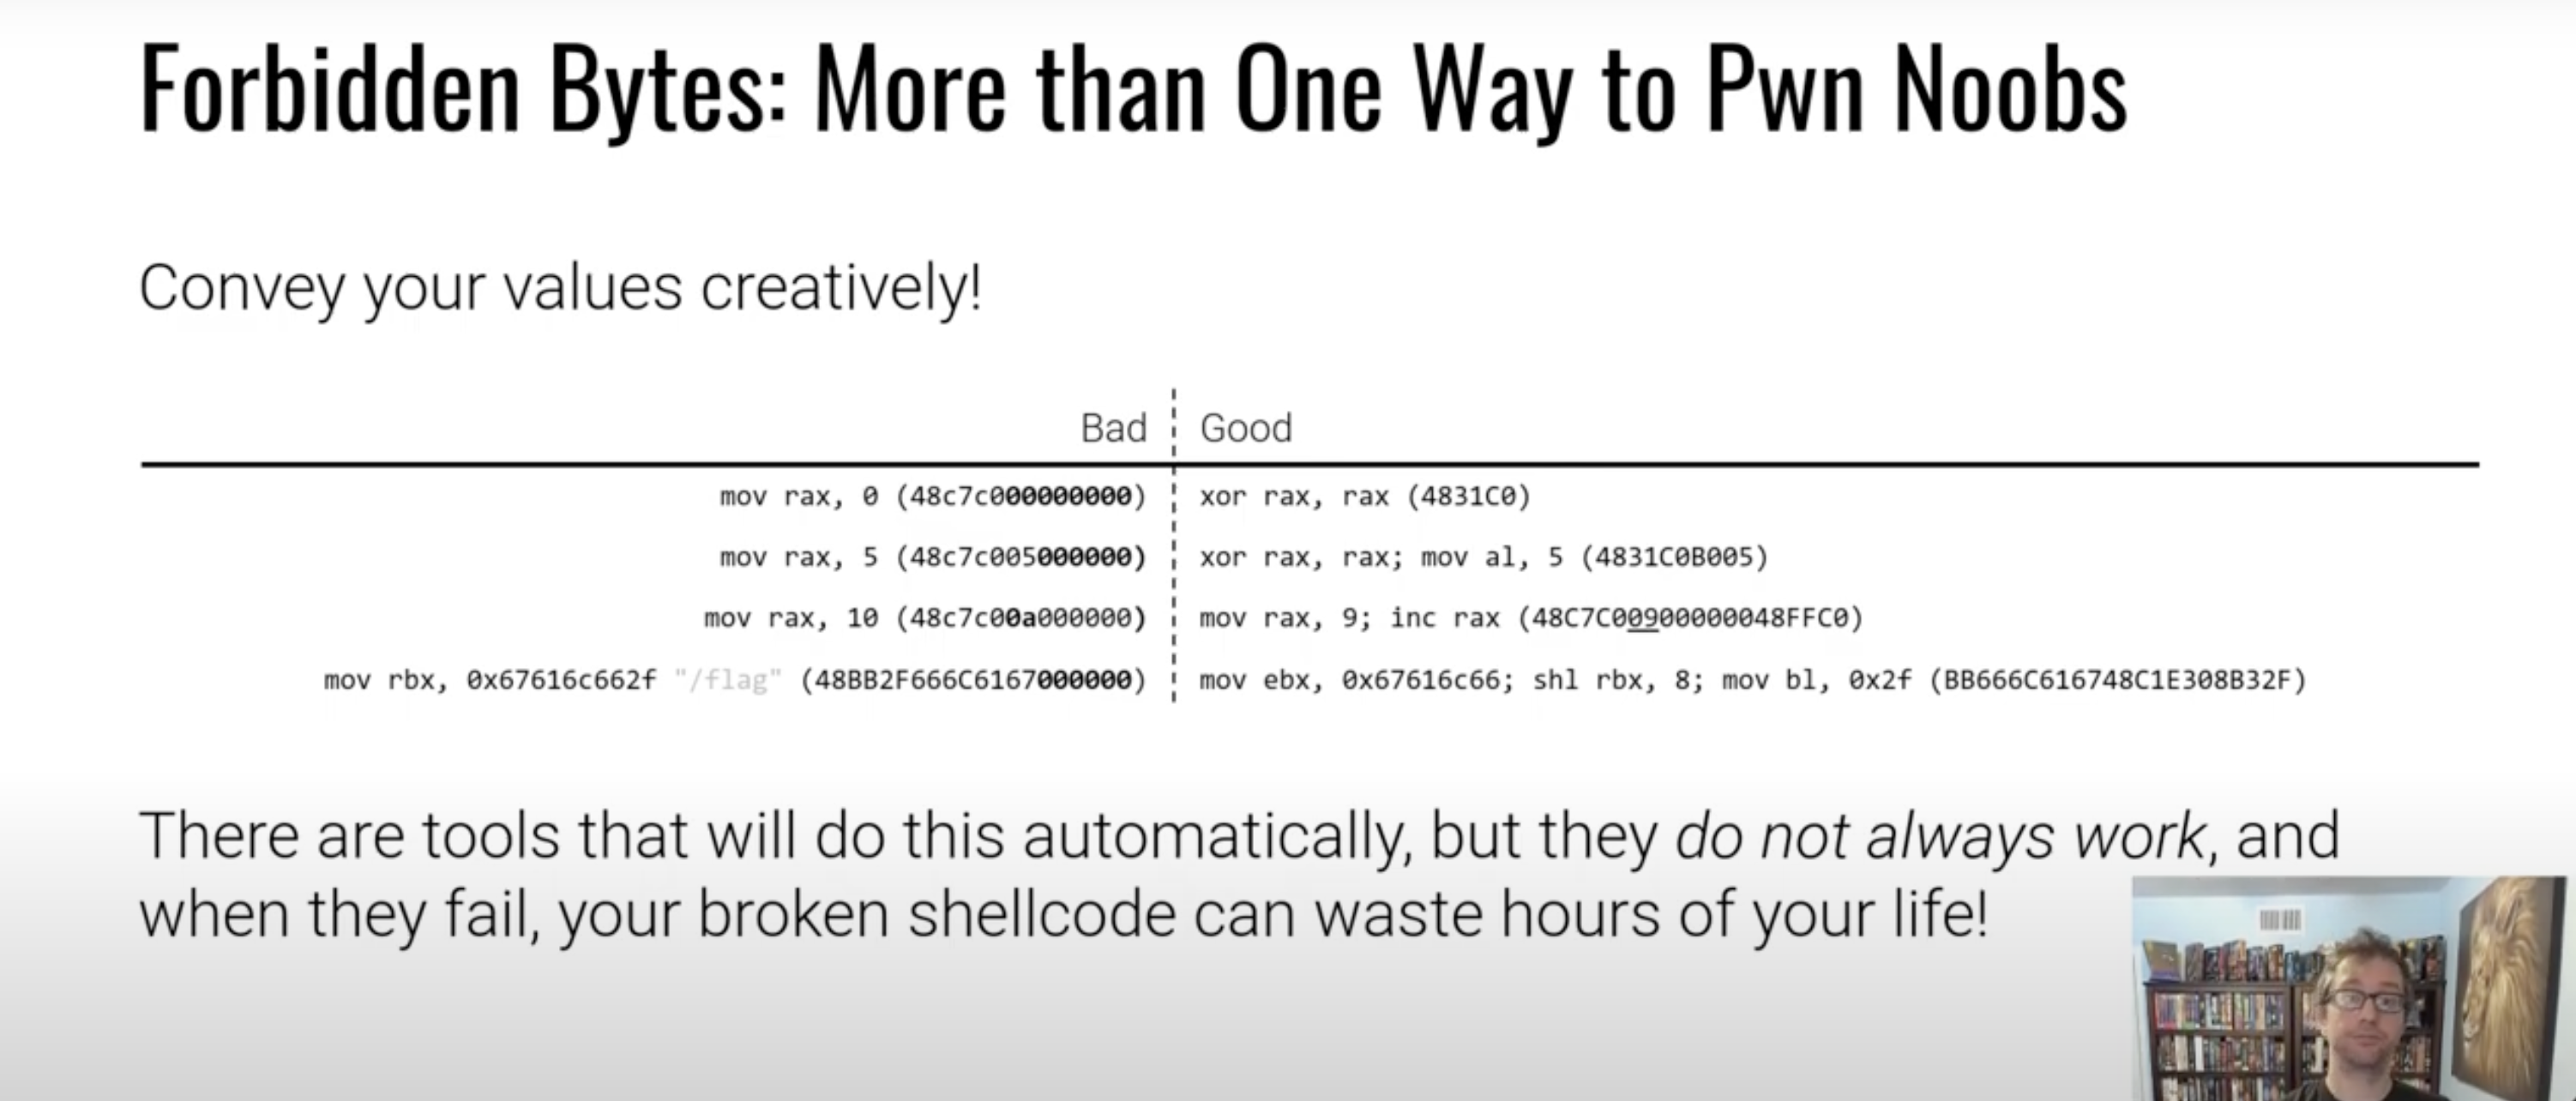 Forbidden Bytes: More than One Way to Pwn Noobs
Convey your values creatively!
Bad Good
mov rax, 0 (48c7c000000000) xor rax, rax (4831C0)
mov rax, 5 (48c7c005000000) xor rax, rax; mov al, 5 (4831C0B005)
mov rax, 10 (48c7c00a000000) mov rax, 9; inc rax (48C7C00900000048FFC0)
mov rbx, 0x67616c662f "/flag" (48BB2F666C6167000000) mov ebx, 0x67616c66; shl rbx, 8; mov bl, 0x2f (BB666C616748C1E308B32F)
There are tools that will do this automatically, but they do not always work, and
when they fail, your broken shellcode can waste hours of your life!